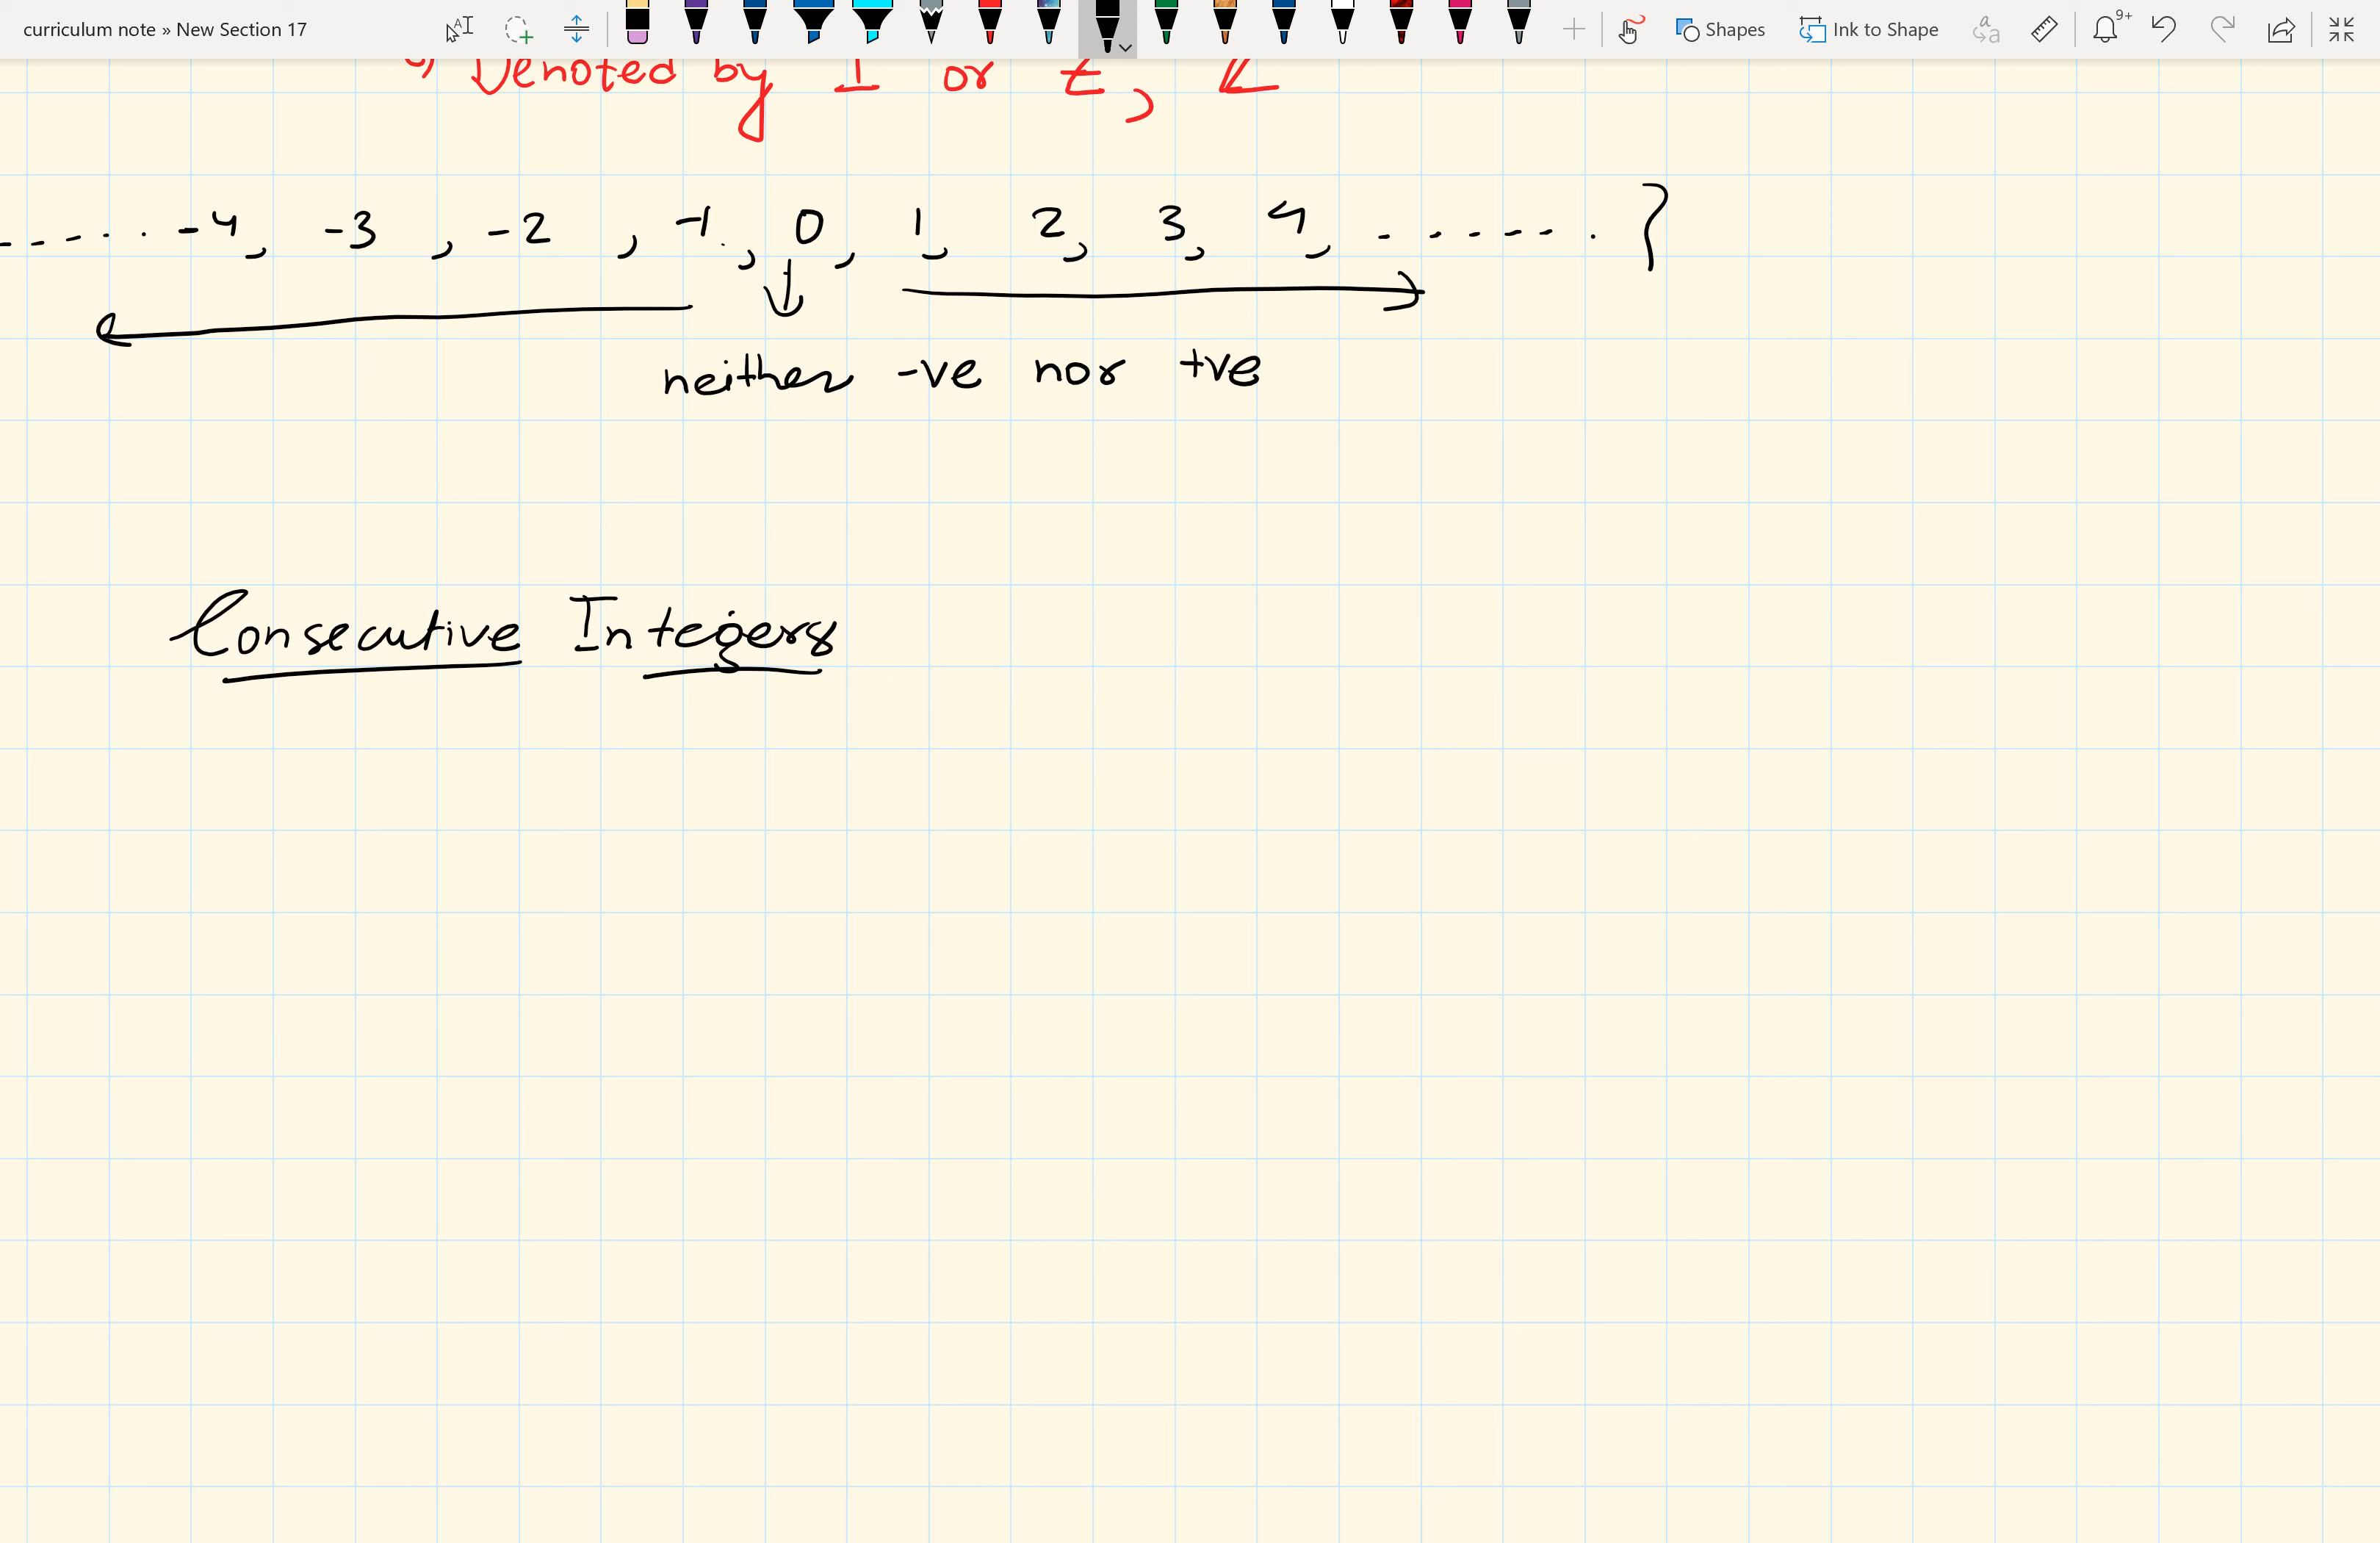 curriculum note » New Section 17
Shapes
Ink to Shape
9+
Denoted by I or Z, Z
------ -4, -3, -2, -1, 0, 1, 2, 3, 4, ------. }
neither -ve nor +ve
Consecutive Integers